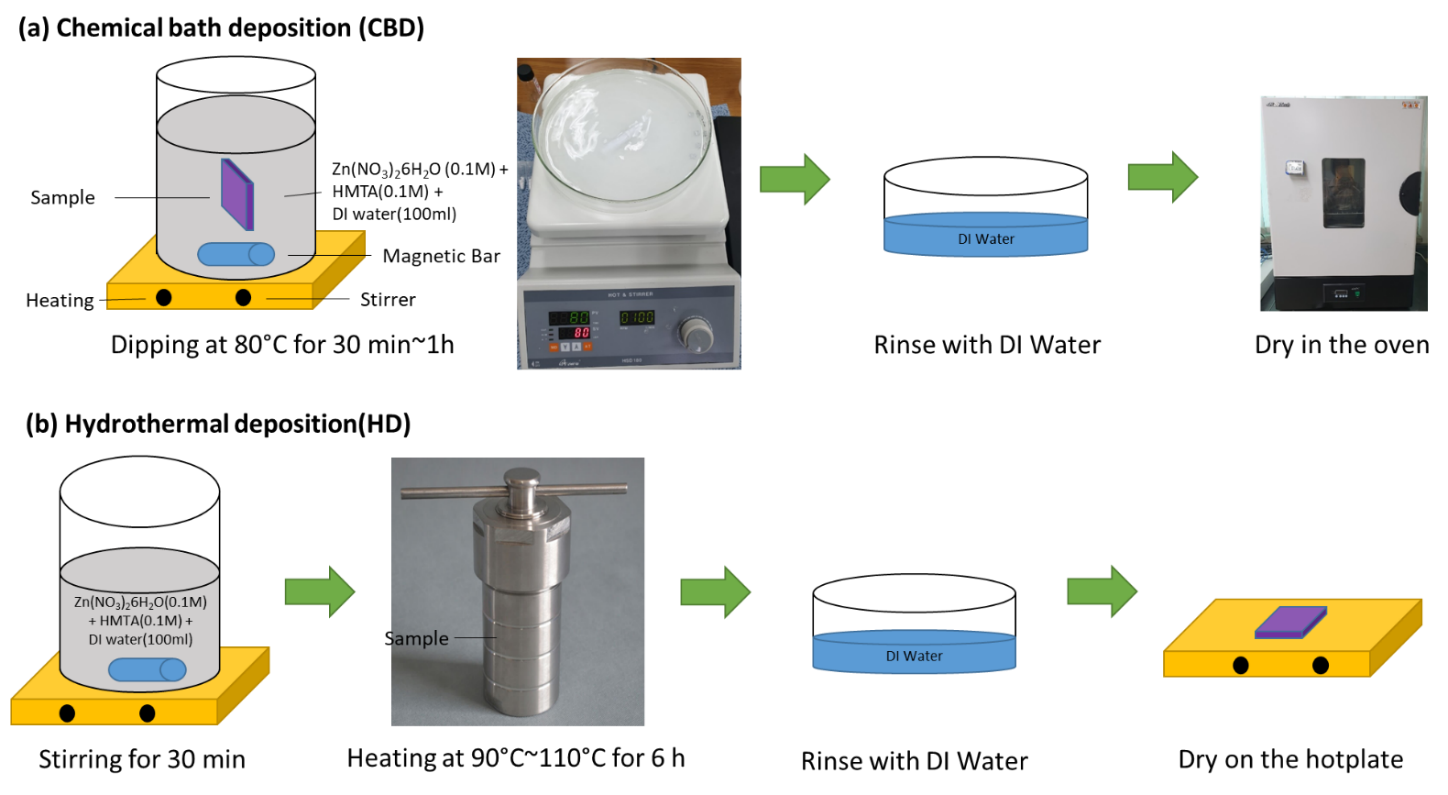 (a) Chemical bath deposition (CBD)
Sample
Zn(NO₃)₂6H₂O (0.1M) +
HMTA(0.1M) +
DI water(100ml)
Magnetic Bar
Heating
Stirrer
Dipping at 80°C for 30 min~1h
HOT & STIRRER
80
80
0100
DI Water
Rinse with DI Water
Dry in the oven
(b) Hydrothermal deposition(HD)
Zn(NO₃)₂6H₂O(0.1M)
+ HMTA(0.1M) +
DI water(100ml)
Stirring for 30 min
Sample
Heating at 90°C~110°C for 6 h
DI Water
Rinse with DI Water
Dry on the hotplate